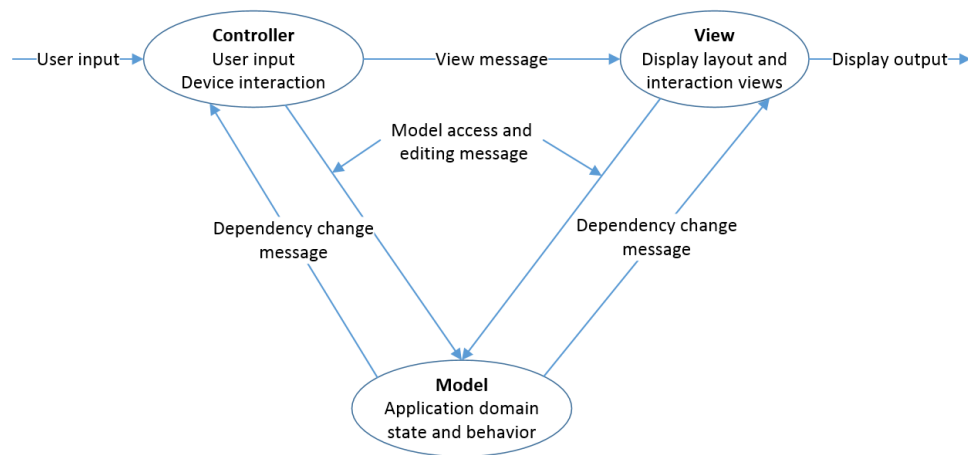 Controller
User input
Device interaction
View
Display layout and
interaction views
User input
View message
Display output
Model access and
editing message
Dependency change
message
Dependency change
message
Model
Application domain
state and behavior